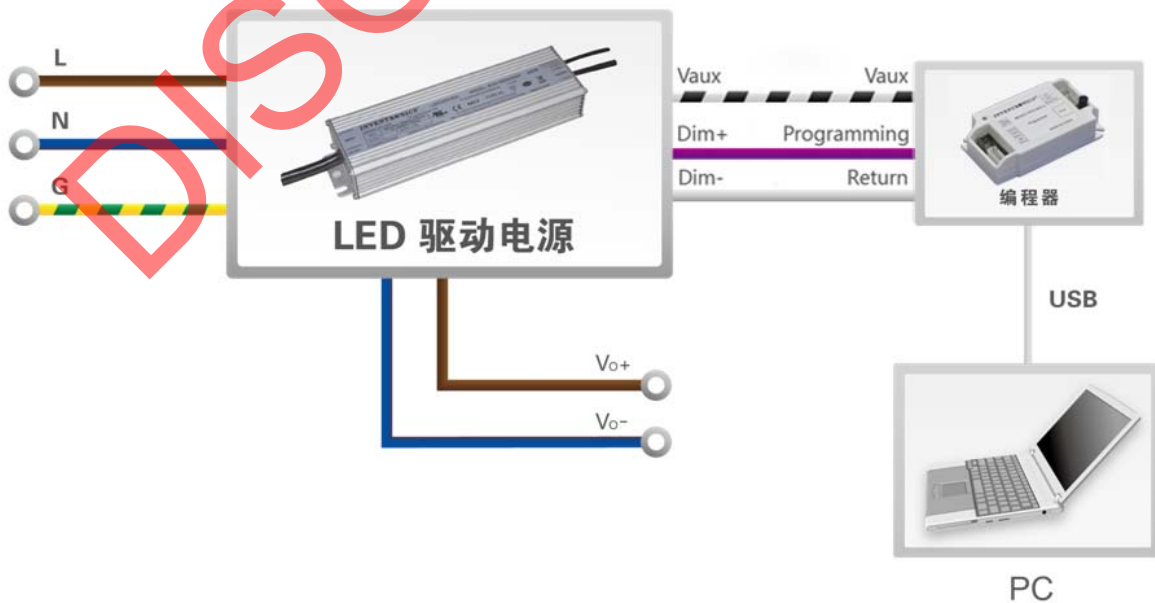 DISC
L
N
G
INVENTRONICS
LED 驱动电源
Vaux
Vaux
Dim+
Programming
Dim-
Return
编程器
USB
Vo+
Vo-
PC